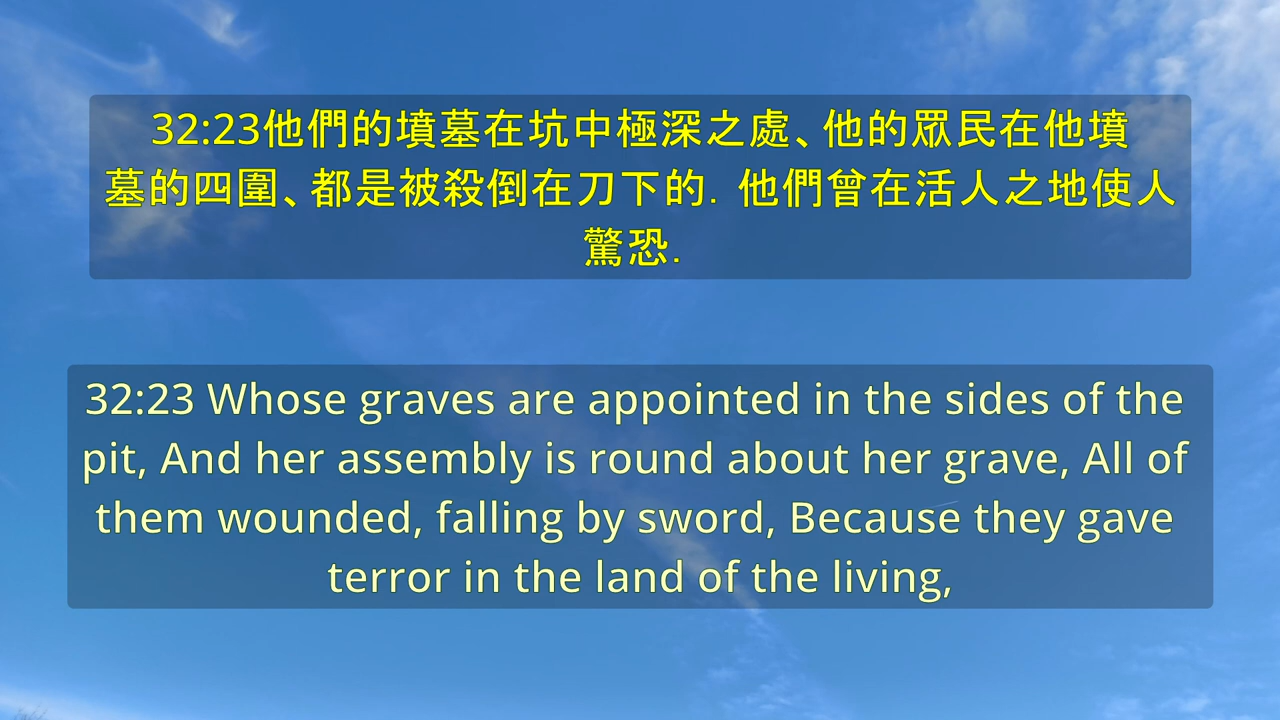 32:23他們的墳墓在坑中極深之處、他的眾民在他墳
墓的四圍、都是被殺倒在刀下的. 他們曾在活人之地使人
驚恐.
32:23 Whose graves are appointed in the sides of the
pit, And her assembly is round about her grave, All of
them wounded, falling by sword, Because they gave
terror in the land of the living,